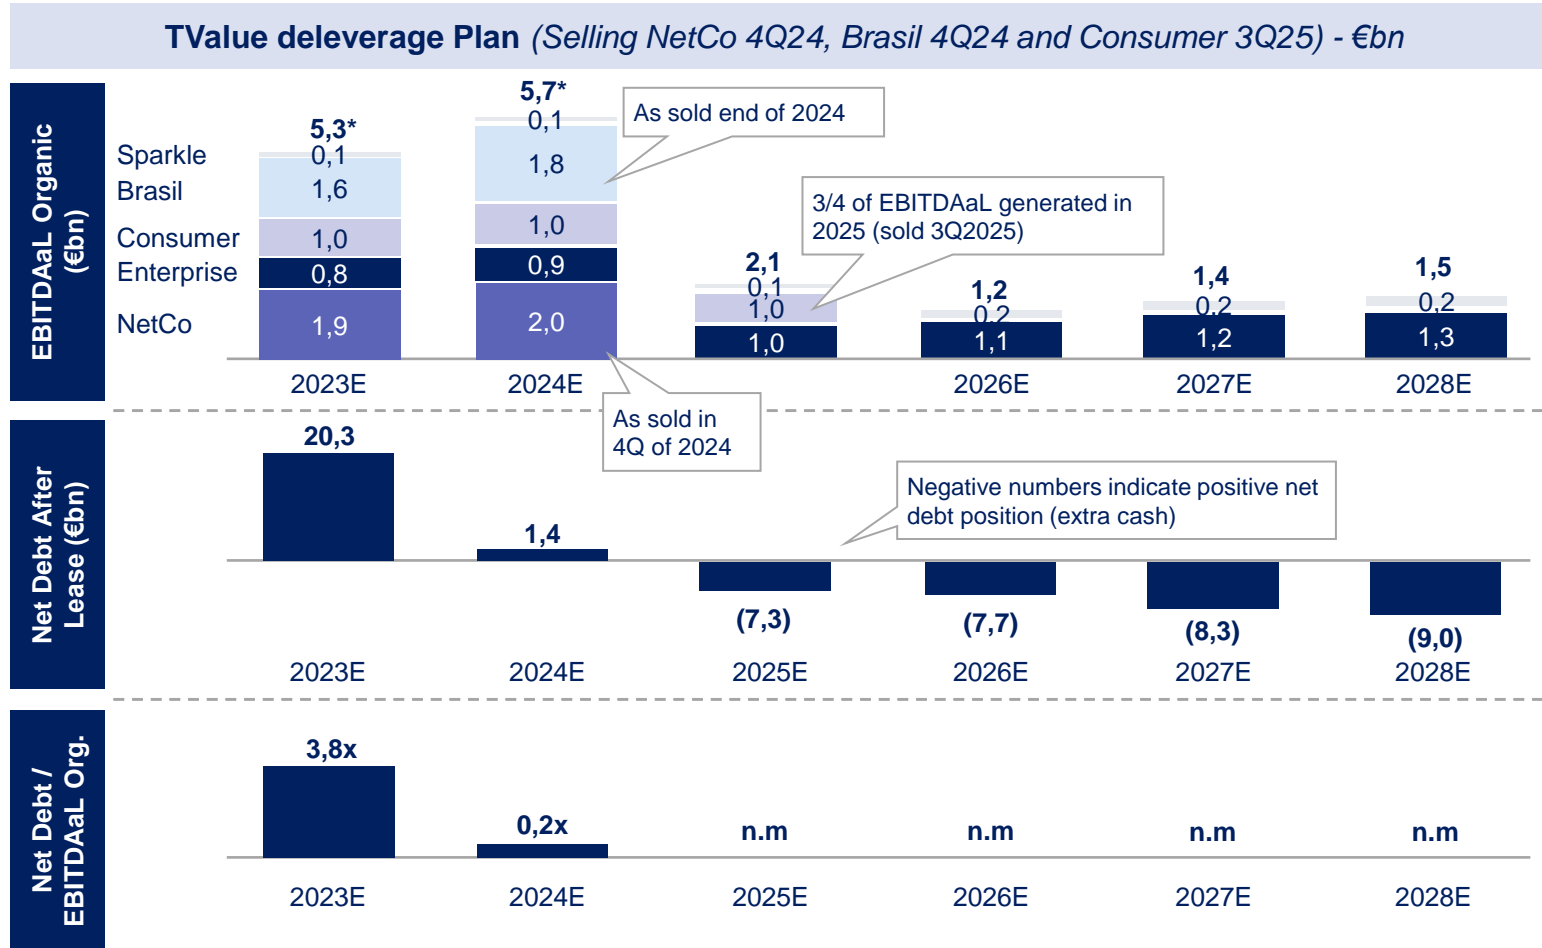 TValue deleverage Plan (Selling NetCo 4Q24, Brasil 4Q24 and Consumer 3Q25) - €bn
EBITDAaL Organic
(€bn)
Sparkle
Brasil
Consumer
Enterprise
NetCo
5,3*
0,1
1,6
1,0
0,8
1,9
5,7*
0,1
1,8
1,0
0,9
2,0
As sold end of 2024
3/4 of EBITDAaL generated in
2025 (sold 3Q2025)
2,1
0,1
1,0
1,0
1,2
0,2
1,1
1,4
0,2
1,2
1,5
0,2
1,3
2023E
2024E
2026E
2027E
2028E
As sold in
4Q of 2024
Net Debt After
Lease (€bn)
20,3
1,4
Negative numbers indicate positive net
debt position (extra cash)
(7,3)
(7,7)
(8,3)
(9,0)
2023E
2024E
2025E
2026E
2027E
2028E
Net Debt /
EBITDAaL Org.
3,8x
0,2x
n.m
n.m
n.m
n.m
2023E
2024E
2025E
2026E
2027E
2028E